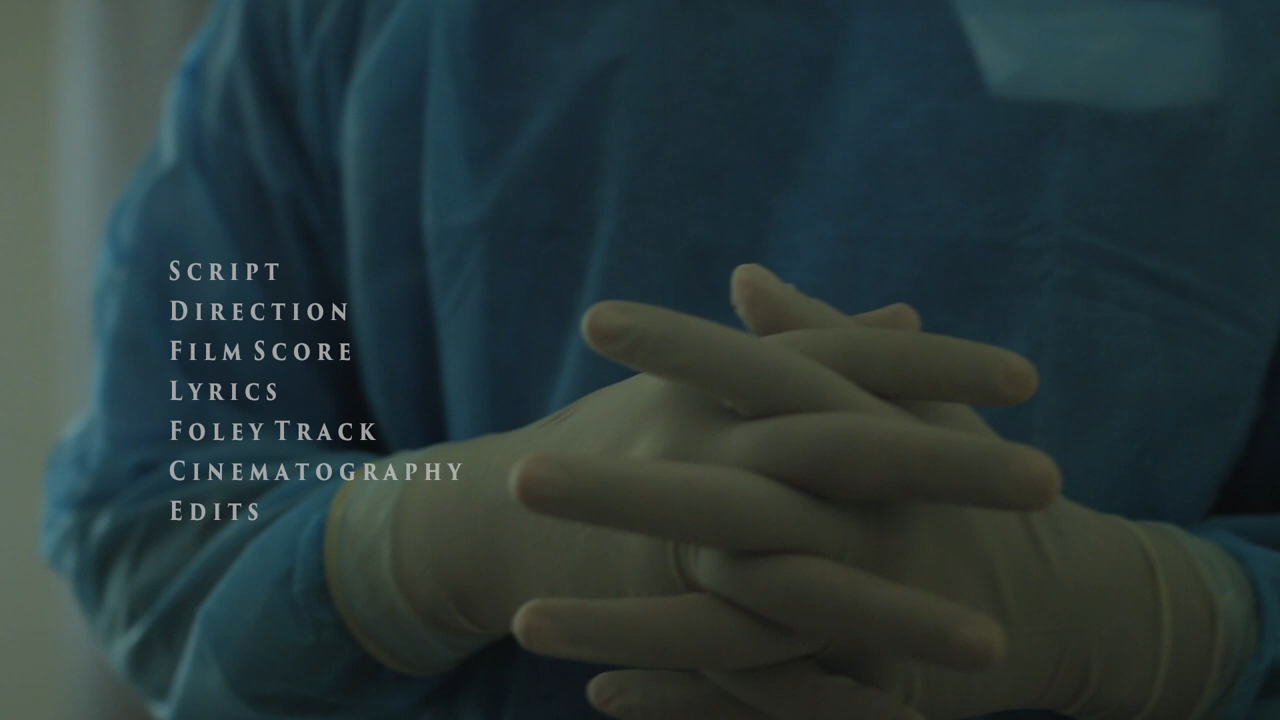 SCRIPT
DIRECTION
FILM SCORE
LYRICS
FOLEY TRACK
CINEMATOGRAPHY
EDITS